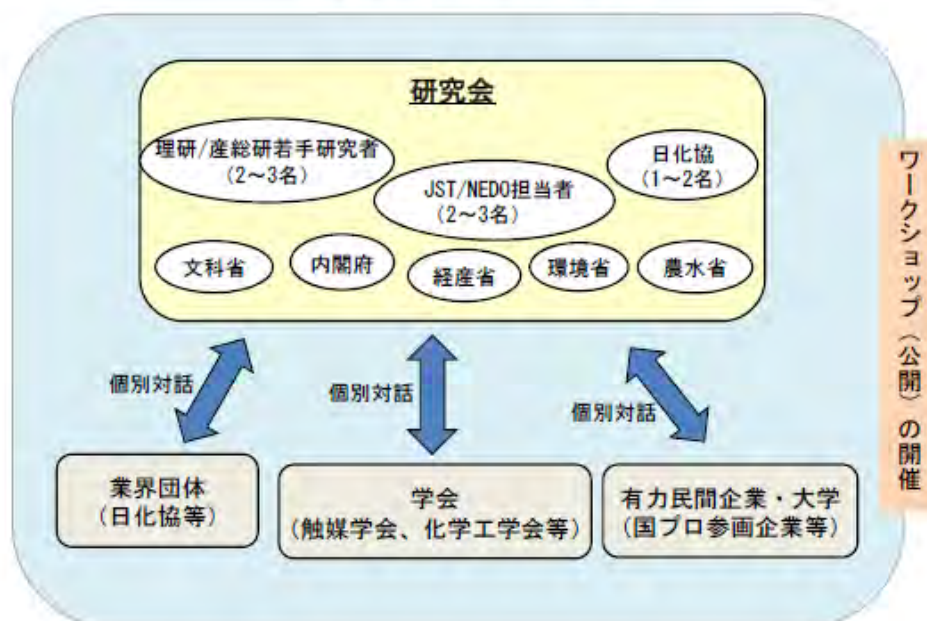 研究会
理研/産総研若手研究者
(2～3名)
日化協
(1～2名)
JST/NEDO担当者
(2～3名)
文科省
内閣府
経産省
環境省
農水省
個別対話
個別対話
個別対話
業界団体
(日化協等)
学会
(触媒学会、化学工学会等)
有力民間企業・大学
(国プロ参画企業等)
ワークショップ（公開）の開催